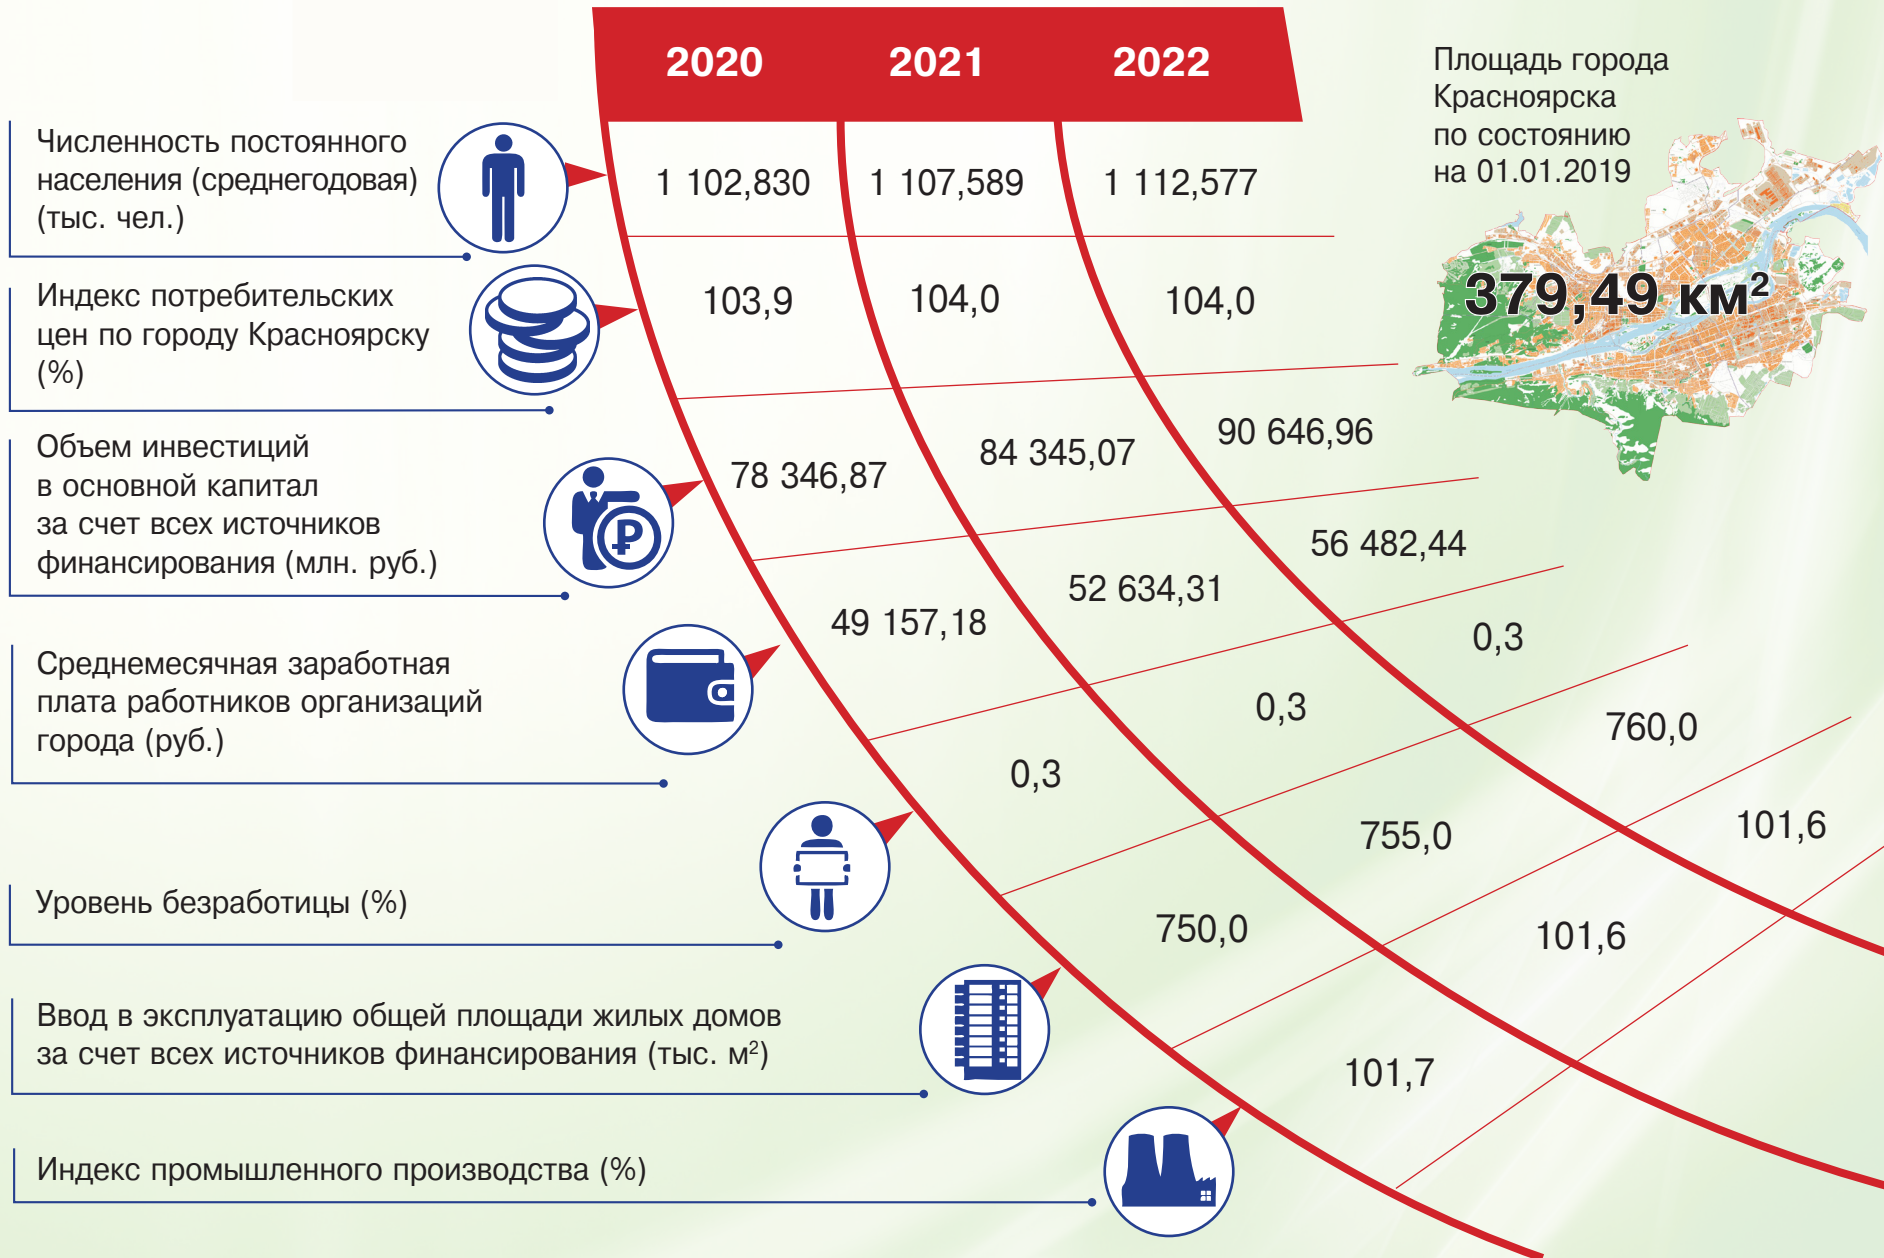 2020 2021 2022
Площадь города
Красноярска
по состоянию
на 01.01.2019
379,49 км²
Численность постоянного
населения (среднегодовая)
(тыс. чел.)
1 102,830 1 107,589 1 112,577
Индекс потребительских
цен по городу Красноярску
(%)
103,9 104,0 104,0
Объем инвестиций
в основной капитал
за счет всех источников
финансирования (млн. руб.)
78 346,87 84 345,07 90 646,96
Среднемесячная заработная
плата работников организаций
города (руб.)
49 157,18 52 634,31 56 482,44
Уровень безработицы (%)
0,3 0,3 0,3
Ввод в эксплуатацию общей площади жилых домов
за счет всех источников финансирования (тыс. м²)
750,0 755,0 760,0
Индекс промышленного производства (%)
101,7 101,6 101,6